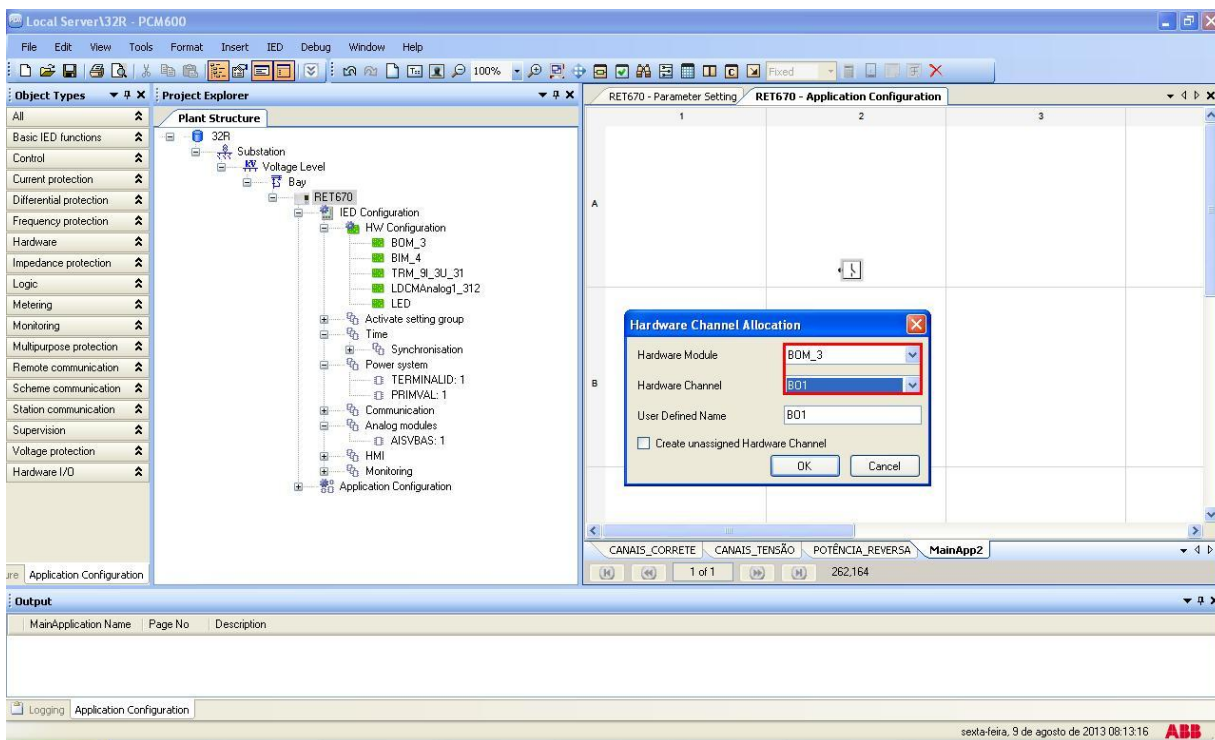 Local Server\32R - PCM600
File Edit View Tools Format Insert IED Debug Window Help
100%
Fixed
Object Types
All
Basic IED functions
Control
Current protection
Differential protection
Frequency protection
Hardware
Impedance protection
Logic
Metering
Monitoring
Multipurpose protection
Remote communication
Scheme communication
Station communication
Supervision
Voltage protection
Hardware I/O
ure Application Configuration
Project Explorer
Plant Structure
32R
Substation
Voltage Level
Bay
RET670
IED Configuration
HW Configuration
BOM_3
BIM_4
TRM_9I_3U_31
LDCMAnalog1_312
LED
Activate setting group
Time
Synchronisation
Power system
TERMINALID: 1
PRIMVAL: 1
Communication
Analog modules
AISVBAS: 1
HMI
Monitoring
Application Configuration
RET670 - Parameter Setting RET670 - Application Configuration
1 2 3
A
B
Hardware Channel Allocation
Hardware Module BOM_3
Hardware Channel BO1
User Defined Name BO1
Create unassigned Hardware Channel
OK Cancel
CANAIS_CORRETE CANAIS_TENSÃO POTÊNCIA_REVERSA MainApp2
1 of 1 262,164
Output
MainApplication Name Page No Description
Logging Application Configuration
sexta-feira, 9 de agosto de 2013 08:13:16 ABB